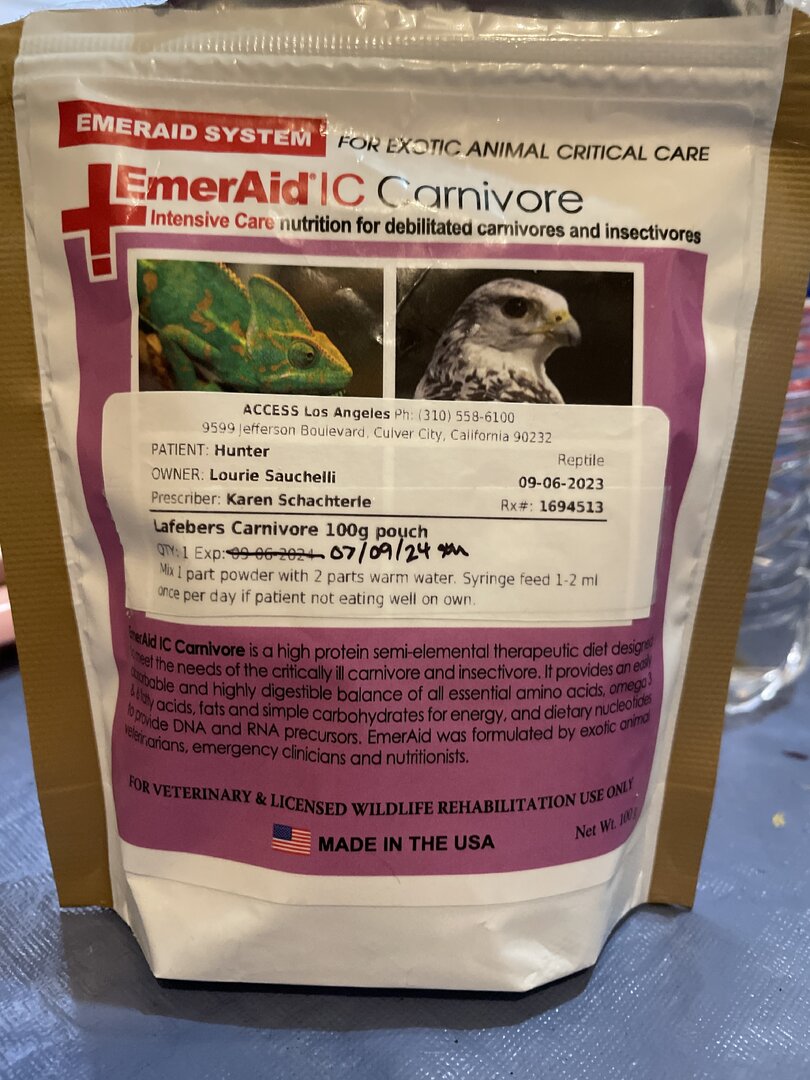 EMERAID SYSTEM FOR EXOTIC ANIMAL CRITICAL CARE
EmerAid® IC Carnivore
Intensive Care nutrition for debilitated carnivores and insectivores
ACCESS Los Angeles Ph: (310) 558-6100
9599 Jefferson Boulevard, Culver City, California 90232
PATIENT: Hunter Reptile
OWNER: Lourie Sauchelli 09-06-2023
Prescriber: Karen Schachterle Rx#: 1694513
Lafebers Carnivore 100g pouch
QTY: 1 Exp: 09-06-2024 07/09/24
Mix 1 part powder with 2 parts warm water. Syringe feed 1-2 ml
once per day if patient not eating well on own.
EmerAid IC Carnivore is a high protein semi-elemental therapeutic diet designed
to meet the needs of the critically ill carnivore and insectivore. It provides an easily
absorbable and highly digestible balance of all essential amino acids, omega 3
& 6 fatty acids, fats and simple carbohydrates for energy, and dietary nucleotides
to provide DNA and RNA precursors. EmerAid was formulated by exotic animal
veterinarians, emergency clinicians and nutritionists.
FOR VETERINARY & LICENSED WILDLIFE REHABILITATION USE ONLY
MADE IN THE USA Net Wt. 100 g